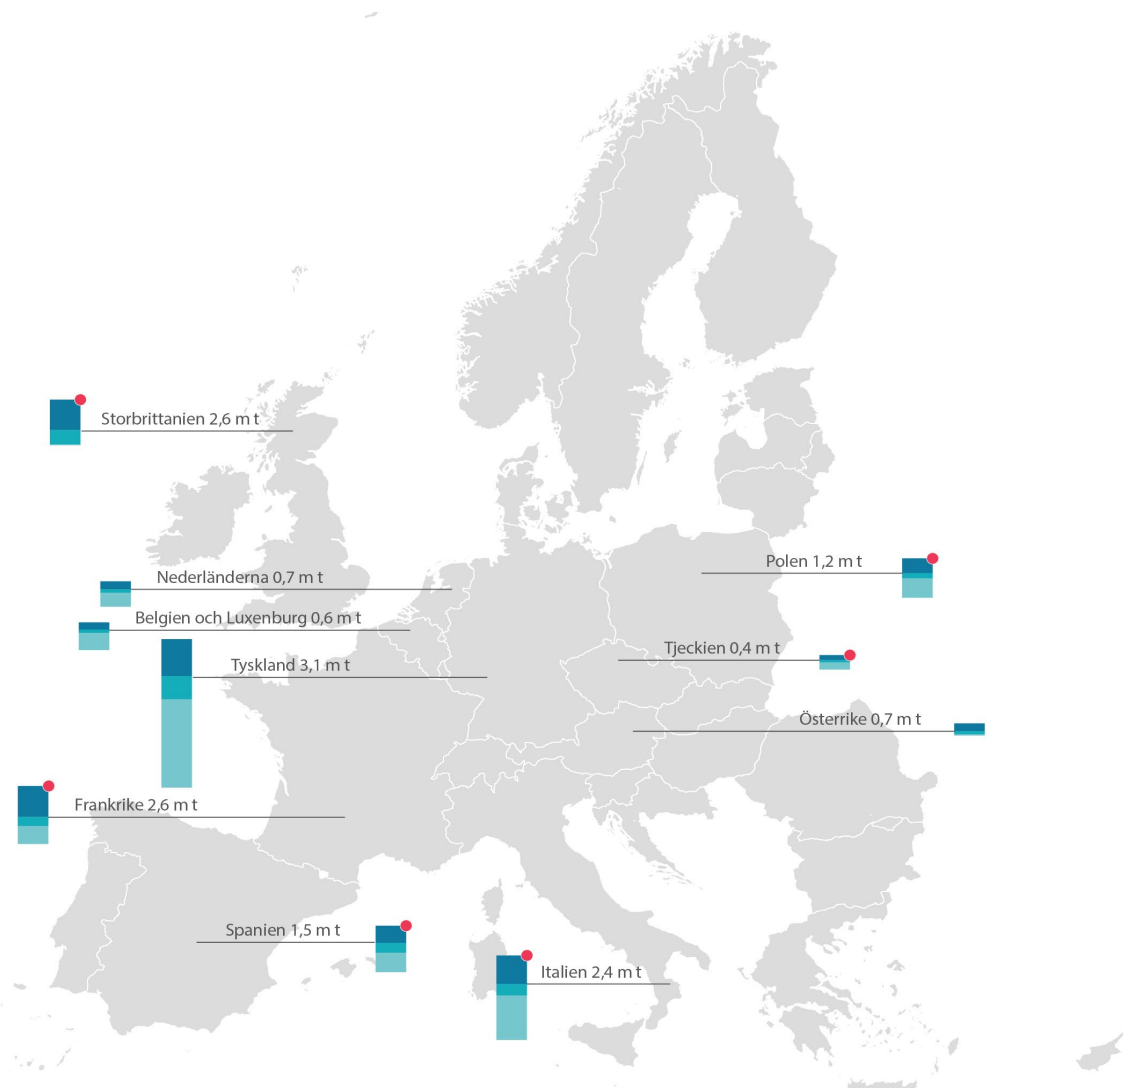 Storbrittanien 2,6 m t
Polen 1,2 m t
Nederländerna 0,7 m t
Belgien och Luxenburg 0,6 m t
Tjeckien 0,4 m t
Tyskland 3,1 m t
Österrike 0,7 m t
Frankrike 2,6 m t
Spanien 1,5 m t
Italien 2,4 m t